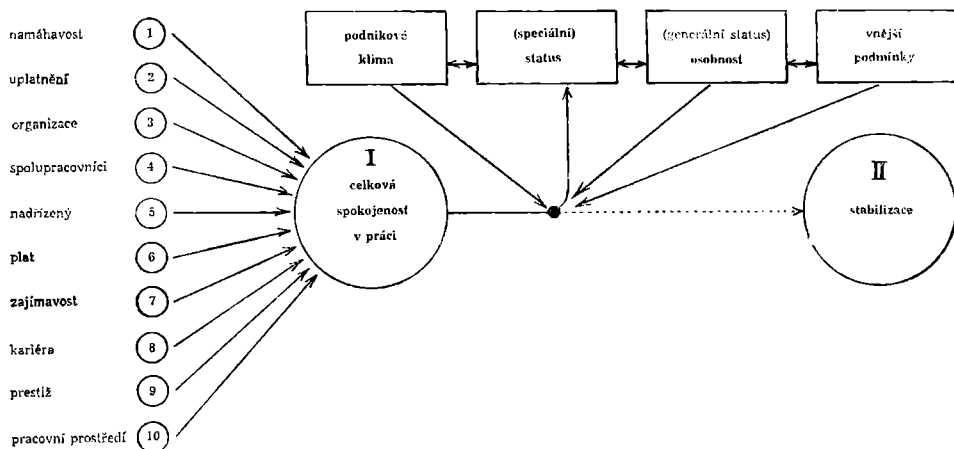 namáhavost 1
uplatnění 2
organizace 3
spolupracovníci 4
nadřízený 5
plat 6
zajímavost 7
kariéra 8
prestiž 9
pracovní prostředí 10
I
celková
spokojenost
v práci
podnikové
klima
(speciální)
status
(generální status)
osobnost
vnější
podmínky
II
stabilizace